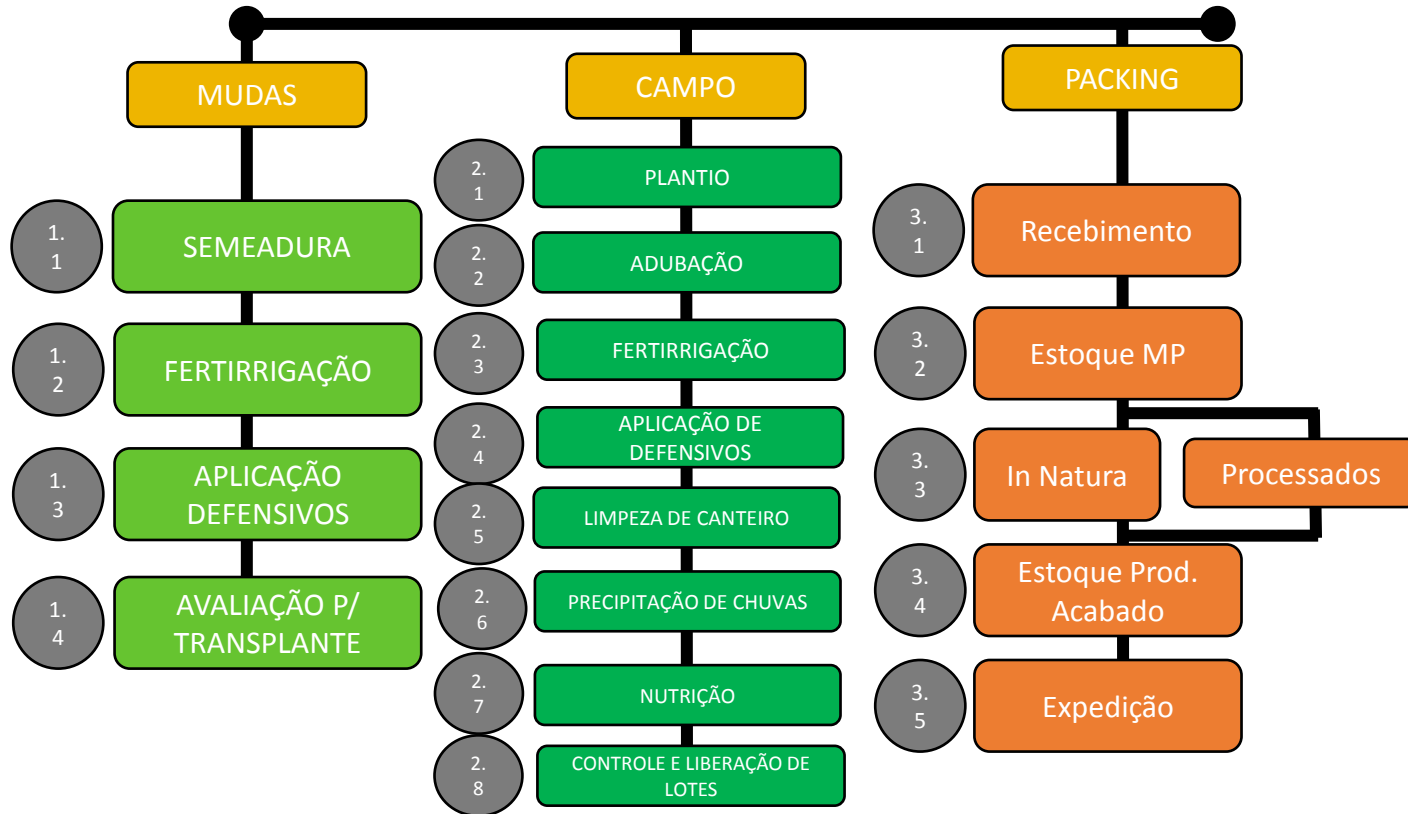 MUDAS
1.
1
SEMEADURA
1.
2
FERTIRRIGAÇÃO
1.
3
APLICAÇÃO
DEFENSIVOS
1.
4
AVALIAÇÃO P/
TRANSPLANTE
CAMPO
2.
1
PLANTIO
2.
2
ADUBAÇÃO
2.
3
FERTIRRIGAÇÃO
2.
4
APLICAÇÃO DE
DEFENSIVOS
2.
5
LIMPEZA DE CANTEIRO
2.
6
PRECIPITAÇÃO DE CHUVAS
2.
7
NUTRIÇÃO
2.
8
CONTROLE E LIBERAÇÃO DE
LOTES
PACKING
3.
1
Recebimento
3.
2
Estoque MP
3.
3
In Natura
Processados
3.
4
Estoque Prod.
Acabado
3.
5
Expedição